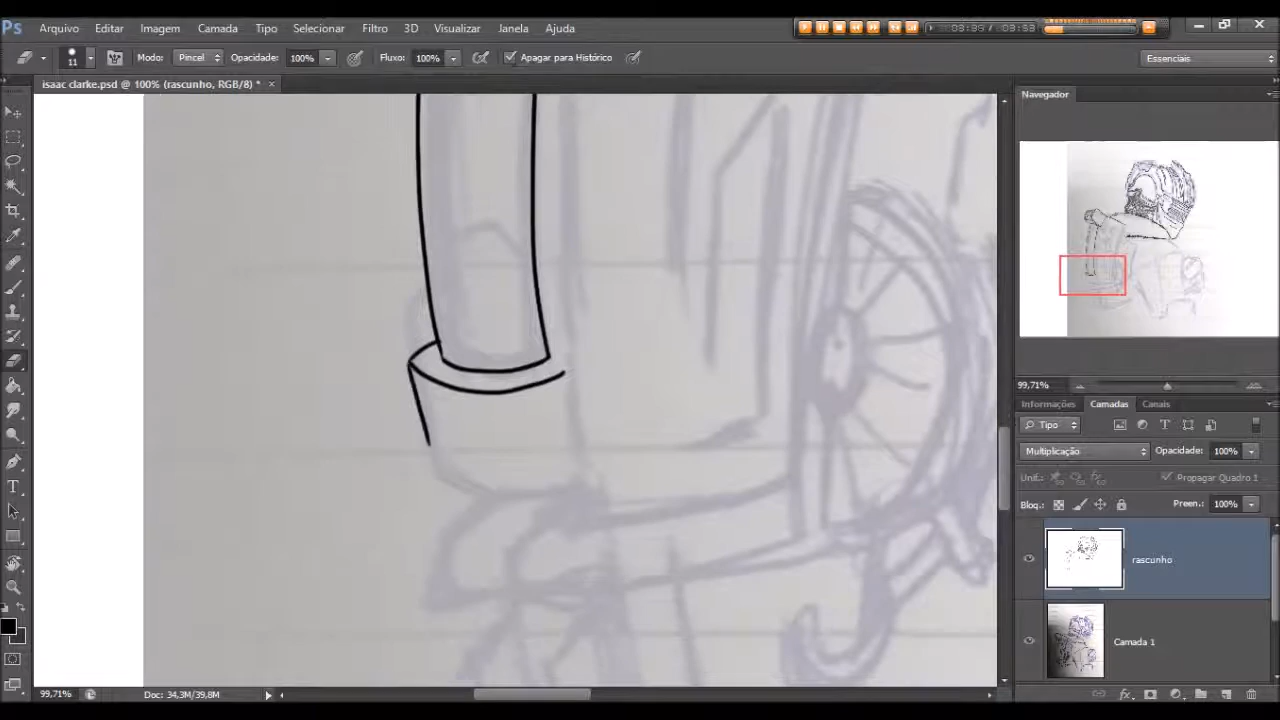 Ps Arquivo Editar Imagem Camada Tipo Selecionar Filtro 3D Visualizar Janela Ajuda
11 Modo: Pincel Opacidade: 100% Fluxo: 100% Apagar para Histórico Essenciais
isaac clarke.psd @ 100% (rascunho, RGB/8) * ×
Navegador
99,71%
Informações Camadas Canais
Tipo
Multiplicação Opacidade: 100%
Unif.: Propagar Quadro 1
Bloq.: Preen.: 100%
rascunho
Camada 1
99,71% Doc: 34,3M/39,8M